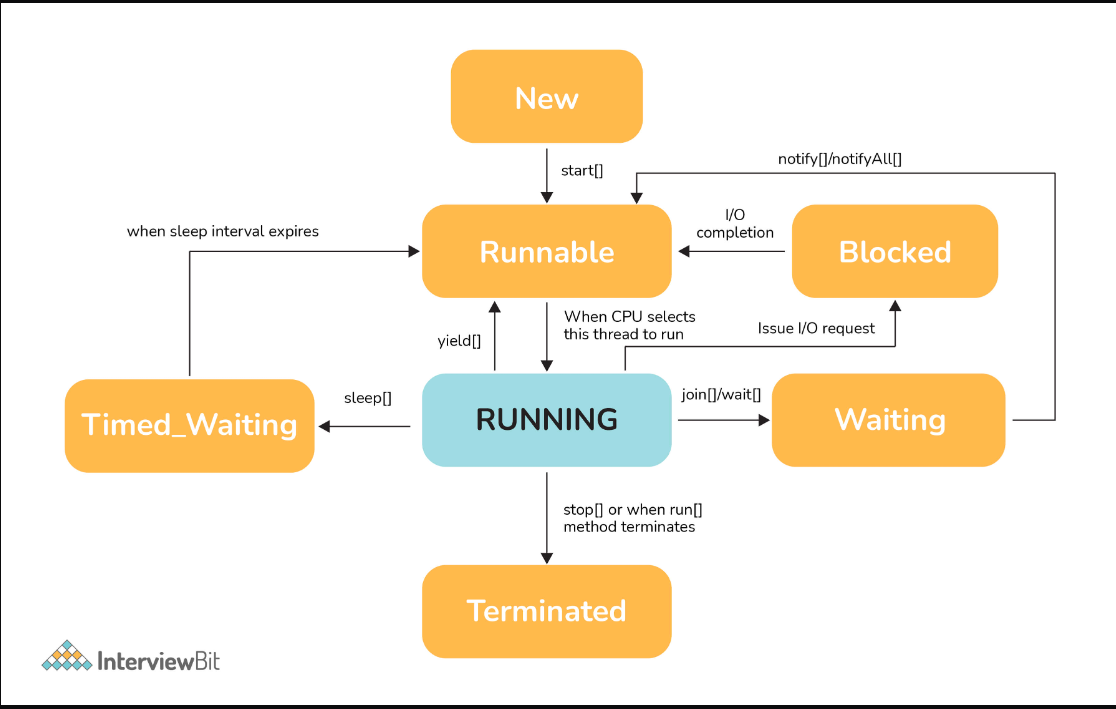 New
start[]
notify[]/notifyAll[]
when sleep interval expires
Runnable
I/O
completion
Blocked
yield[]
When CPU selects
this thread to run
Issue I/O request
Timed_Waiting
sleep[]
RUNNING
join[]/wait[]
Waiting
stop[] or when run[]
method terminates
Terminated
InterviewBit